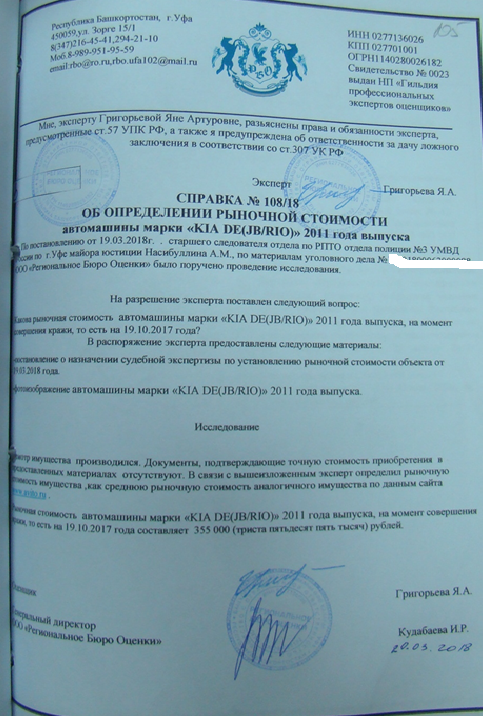 105
Республика Башкортостан, г.Уфа
450059,ул. Зорге 15/1
8(347)216-45-41,294-21-10
Моб.8-989-951-95-59
email:rbo@ro.ru,rbo.ufa102@mail.ru
РБО
ИНН 0277136026
КПП 027701001
ОГРН1140280026182
Свидетельство № 0023
выдан НП «Гильдия
профессиональных
экспертов оценщиков»
Мне, эксперту Григорьевой Яне Артуровне, разъяснены права и обязанности эксперта,
предусмотренные ст.57 УПК РФ, а также я предупреждена об ответственности за дачу ложного
заключения в соответствии со ст.307 УК РФ
Эксперт Григорьева Я.А.
СПРАВКА № 108/18
ОБ ОПРЕДЕЛЕНИИ РЫНОЧНОЙ СТОИМОСТИ
автомашины марки «KIA DE(JB/RIO)» 2011 года выпуска
По постановлению от 19.03.2018г. . старшего следователя отдела по РПТО отдела полиции №3 УМВД
России по г.Уфе майора юстиции Насибуллина А.М., по материалам уголовного дела №
ООО «Региональное Бюро Оценки» было поручено проведение исследования.
На разрешение эксперта поставлен следующий вопрос:
Какова рыночная стоимость автомашины марки «KIA DE(JB/RIO)» 2011 года выпуска, на момент
совершения кражи, то есть на 19.10.2017 года?
В распоряжение эксперта предоставлены следующие материалы:
постановление о назначении судебной экспертизы по установлению рыночной стоимости объекта от
19.03.2018 года.
фотоизображение автомашины марки «KIA DE(JB/RIO)» 2011 года выпуска.
Исследование
имущества производился. Документы, подтверждающие точную стоимость приобретения в
предоставленных материалах отсутствуют. В связи с вышеизложенным эксперт определил рыночную
стоимость имущества ,как среднюю рыночную стоимость аналогичного имущества по данным сайта
Рыночная стоимость автомашины марки «KIA DE(JB/RIO)» 2011 года выпуска, на момент совершения
кражи, то есть на 19.10.2017 года составляет 355 000 (триста пятьдесят пять тысяч) рублей.
Григорьева Я.А.
Генеральный директор
ООО «Региональное Бюро Оценки»
Кудабаева И.Р.
20.03.2018